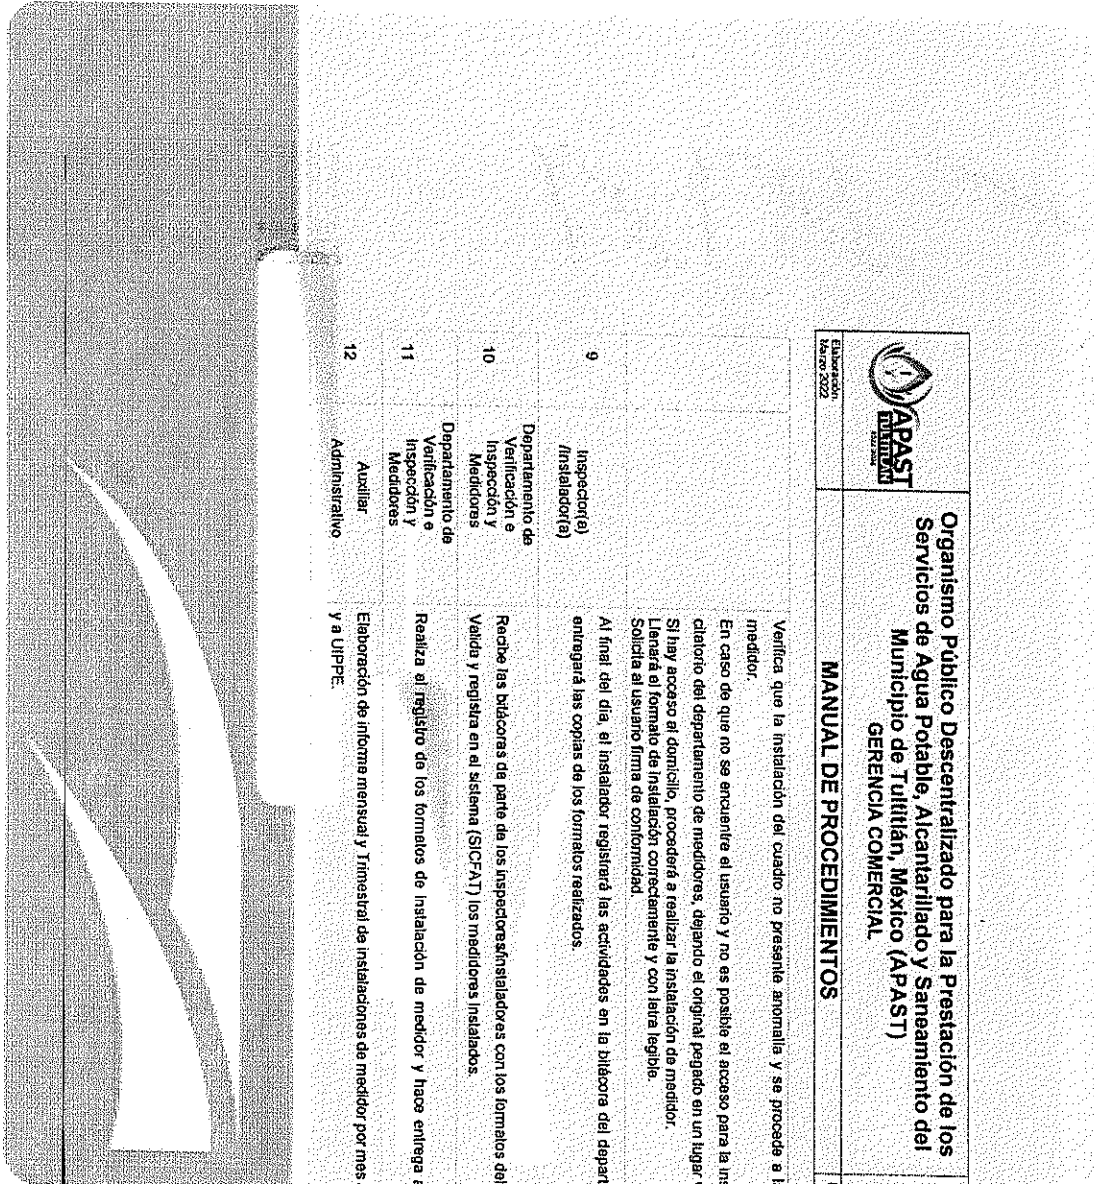 APAST
TULTITLÁN
Organismo Público Descentralizado para la Prestación de los
Servicios de Agua Potable, Alcantarillado y Saneamiento del
Municipio de Tultitlán, México (APAST)
GERENCIA COMERCIAL
Elaboración:
Marzo 2022
MANUAL DE PROCEDIMIENTOS
Verifica que la instalación del cuadro no presente anomalía y se procede a
medidor.
En caso de que no se encuentre el usuario y no es posible el acceso para la
citatorio del departamento de medidores, dejando el original pegado en un lugar
Si hay acceso al domicilio, procederá a realizar la instalación de medidor.
Llenará el formato de instalación correctamente y con letra legible.
Solicita al usuario firma de conformidad.
9
Inspector(a)
/instalador(a)
Al final del día, el instalador registrará las actividades en la bitácora del
entregará las copias de los formatos realizados.
10
Departamento de
Verificación e
Inspección y
Medidores
Recibe las bitácoras de parte de los inspectores/instaladores con los formatos
Valida y registra en el sistema (SICFAT) los medidores instalados.
11
Departamento de
Verificación e
Inspección y
Medidores
Realiza el registro de los formatos de instalación de medidor y hace entrega
12
Auxiliar
Administrativo
Elaboración de informe mensual y Trimestral de instalaciones de medidor por mes
y a UIPPE.